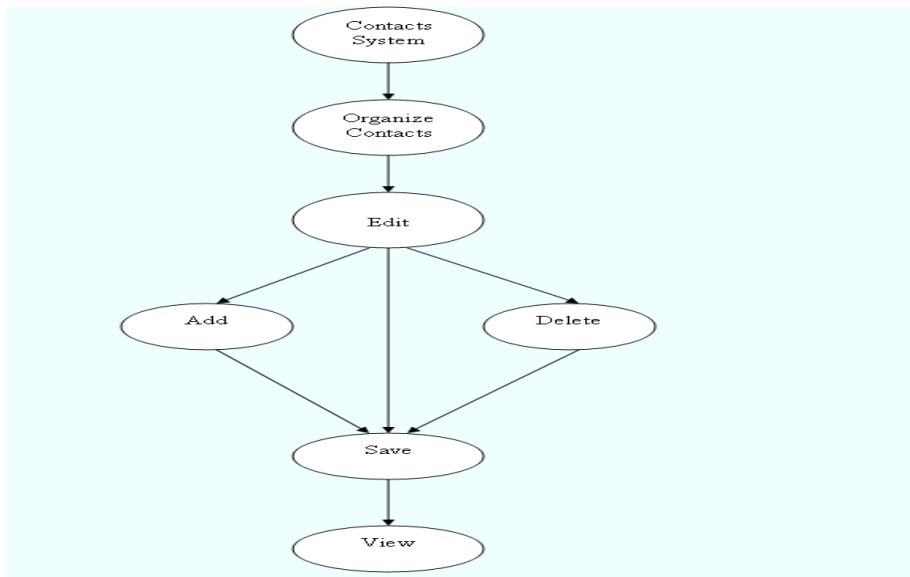 Contacts
System
Organize
Contacts
Edit
Add
Delete
Save
View